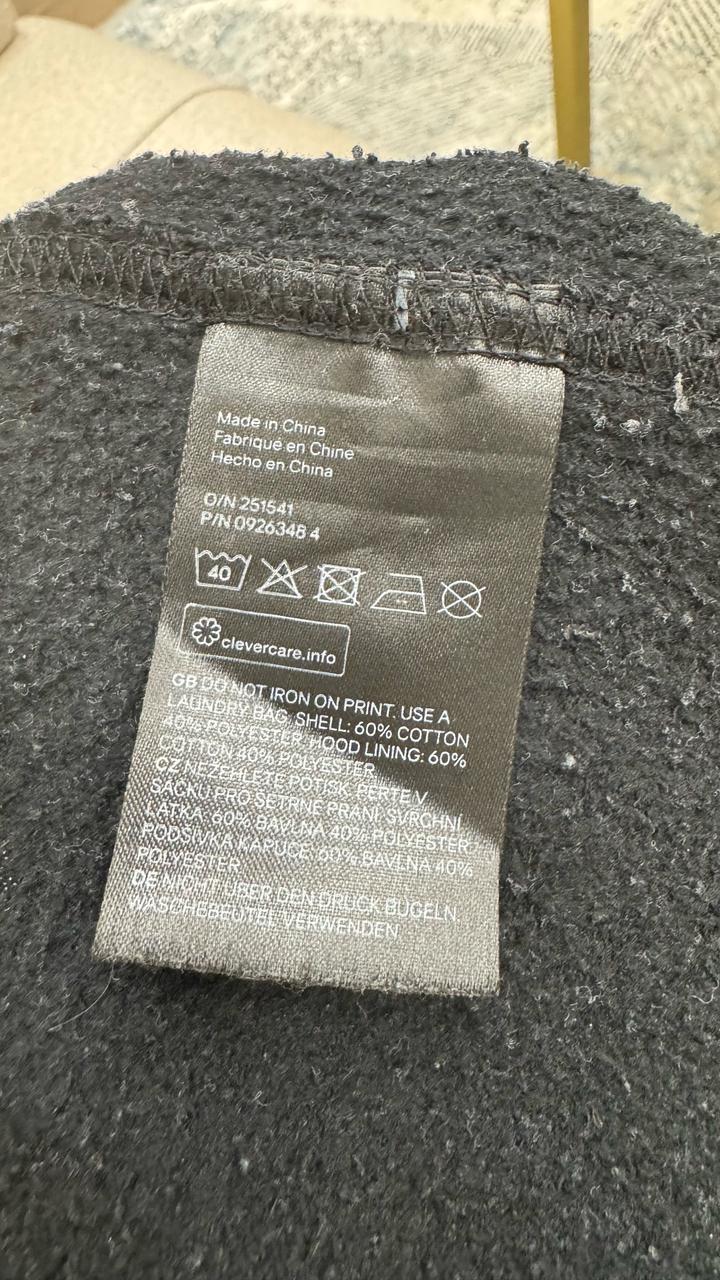 Made in China
Fabriqué en Chine
Hecho en China
O/N 251541
P/N 0926348 4
40
clevercare.info
GB DO NOT IRON ON PRINT. USE A
LAUNDRY BAG. SHELL: 60% COTTON
40% POLYESTER. HOOD LINING: 60%
COTTON 40% POLYESTER
CZ NEŽEHLETE POTISK. PERTE V
SÁČKU PRO ŠETRNÉ PRANÍ. SVRCHNÍ
LÁTKA: 60% BAVLNA 40% POLYESTER.
PODŠÍVKA KAPUCE: 60% BAVLNA 40%
POLYESTER
DE NICHT ÜBER DEN DRUCK BÜGELN.
WÄSCHEBEUTEL VERWENDEN